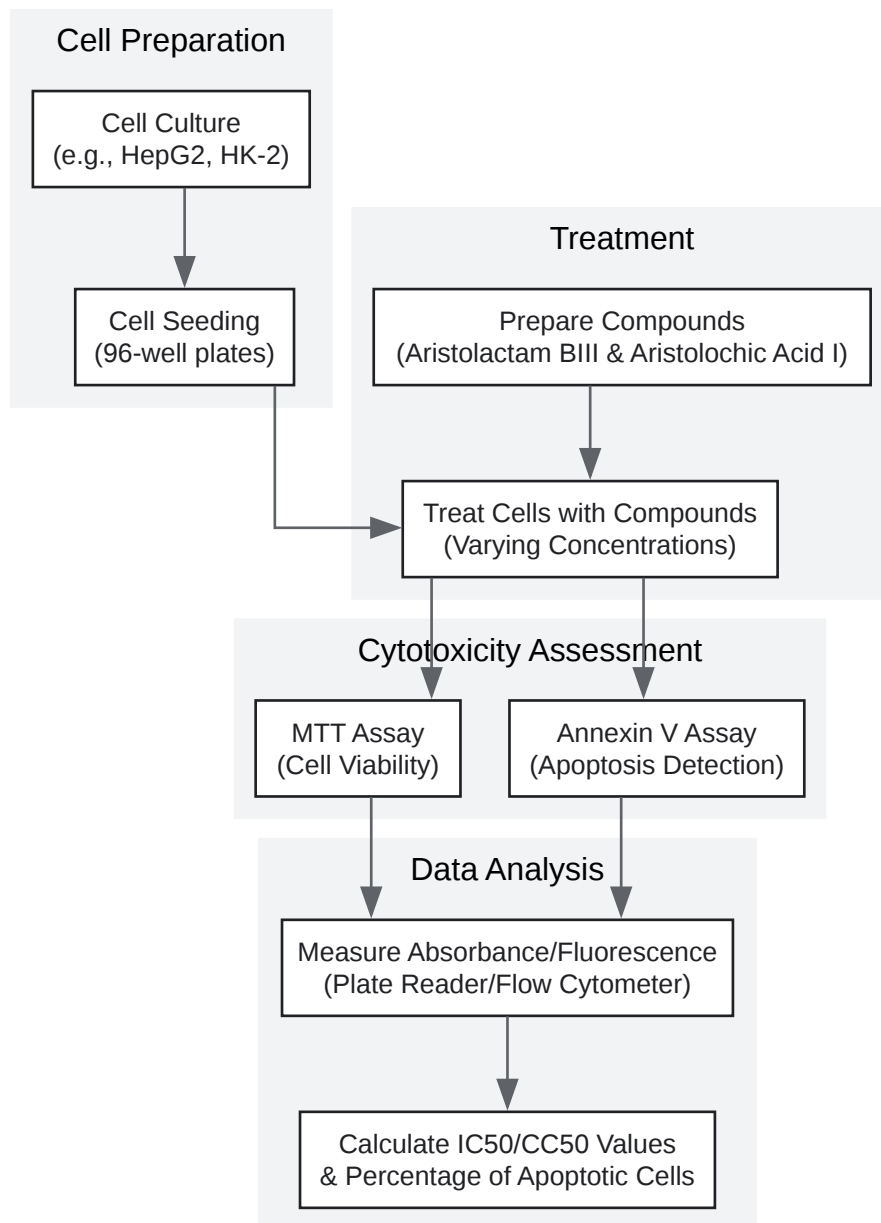 Cell Preparation
Cell Culture
(e.g., HepG2, HK-2)
Cell Seeding
(96-well plates)
Treatment
Prepare Compounds
(Aristolactam BIII & Aristolochic Acid I)
Treat Cells with Compounds
(Varying Concentrations)
Cytotoxicity Assessment
MTT Assay
(Cell Viability)
Annexin V Assay
(Apoptosis Detection)
Data Analysis
Measure Absorbance/Fluorescence
(Plate Reader/Flow Cytometer)
Calculate IC50/CC50 Values
& Percentage of Apoptotic Cells